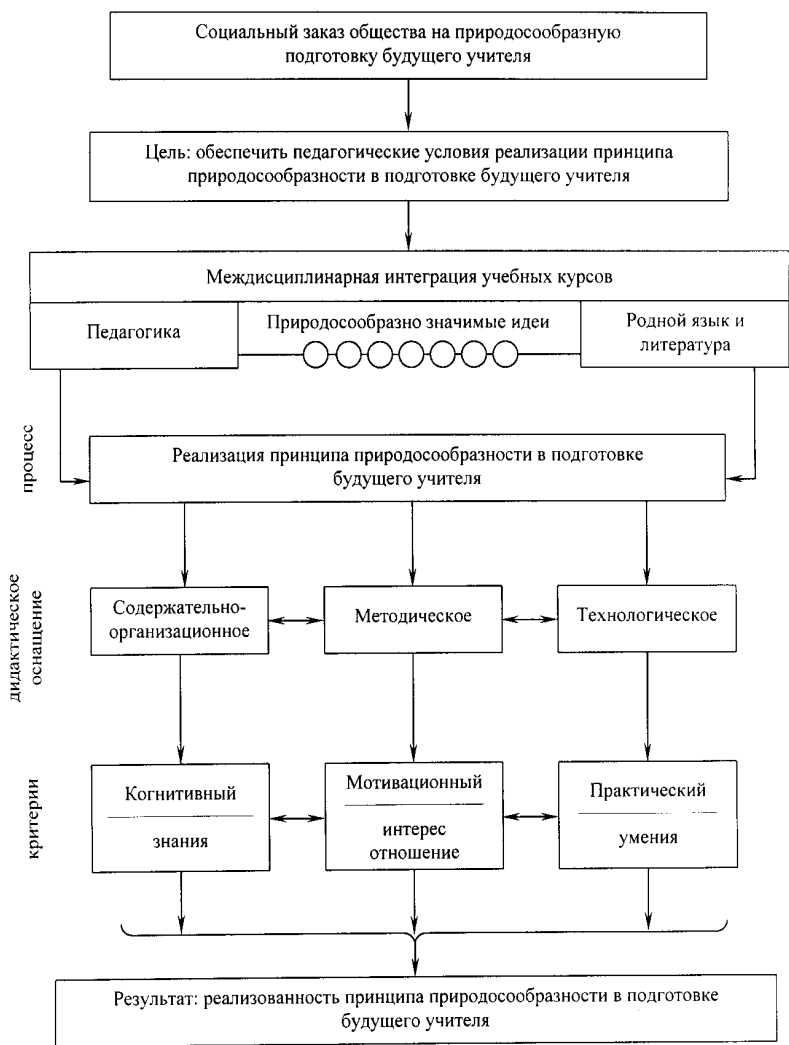 Социальный заказ общества на природосообразную
подготовку будущего учителя
Цель: обеспечить педагогические условия реализации принципа
природосообразности в подготовке будущего учителя
Междисциплинарная интеграция учебных курсов
Педагогика
Природосообразно значимые идеи
Родной язык и
литература
процесс
Реализация принципа природосообразности в подготовке
будущего учителя
дидактическое
оснащение
Содержательно-
организационное
Методическое
Технологическое
критерии
Когнитивный
знания
Мотивационный
интерес
отношение
Практический
умения
Результат: реализованность принципа природосообразности в подготовке
будущего учителя